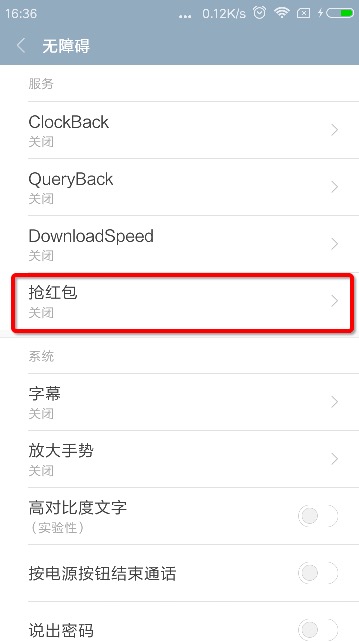 16:36 ... 0.12K/s
无障碍
服务
ClockBack
关闭
QueryBack
关闭
DownloadSpeed
关闭
抢红包
关闭
系统
字幕
关闭
放大手势
关闭
高对比度文字
（实验性）
按电源按钮结束通话
说出密码